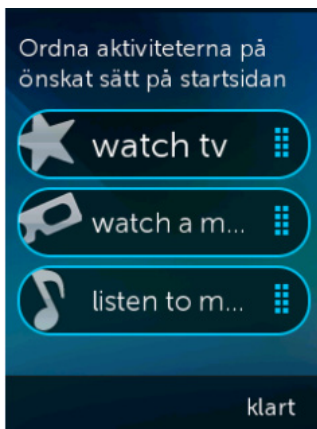 Ordna aktiviteterna på
önskat sätt på startsidan
watch tv
watch a m...
listen to m...
klart